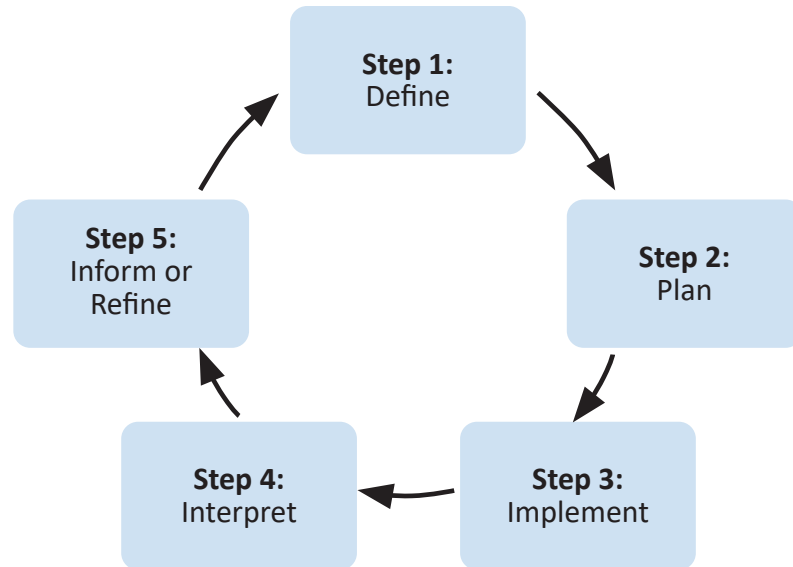 Step 1:
Define
Step 2:
Plan
Step 3:
Implement
Step 4:
Interpret
Step 5:
Inform or
Refine